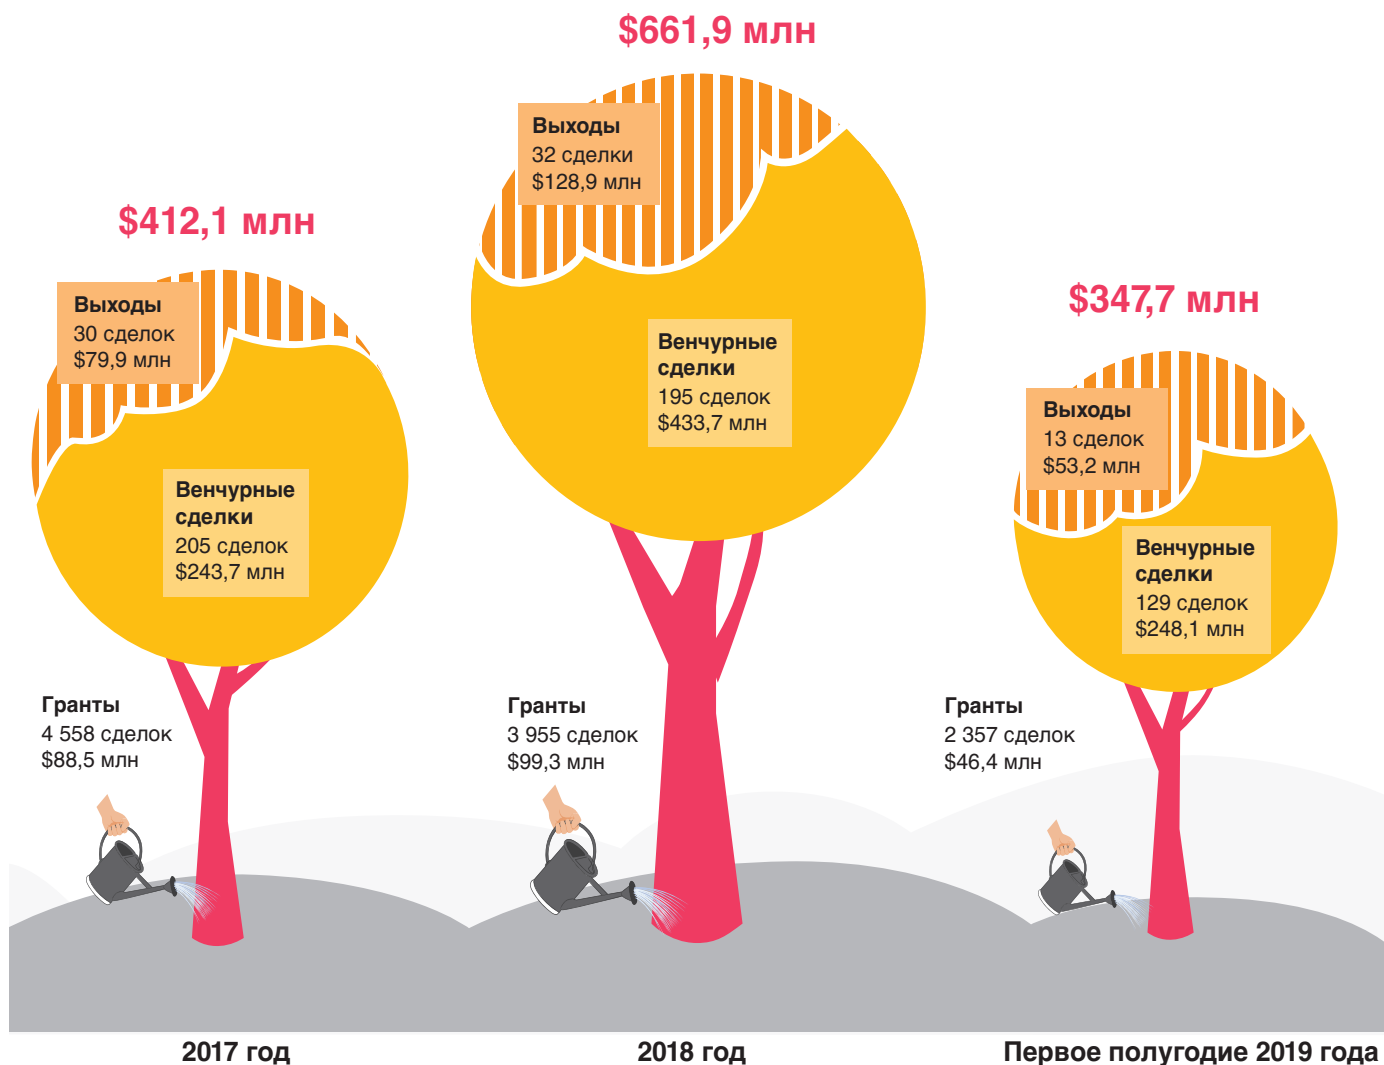 $412,1 млн
Выходы
30 сделок
$79,9 млн
Венчурные
сделки
205 сделок
$243,7 млн
Гранты
4 558 сделок
$88,5 млн
2017 год
$661,9 млн
Выходы
32 сделки
$128,9 млн
Венчурные
сделки
195 сделок
$433,7 млн
Гранты
3 955 сделок
$99,3 млн
2018 год
$347,7 млн
Выходы
13 сделок
$53,2 млн
Венчурные
сделки
129 сделок
$248,1 млн
Гранты
2 357 сделок
$46,4 млн
Первое полугодие 2019 года